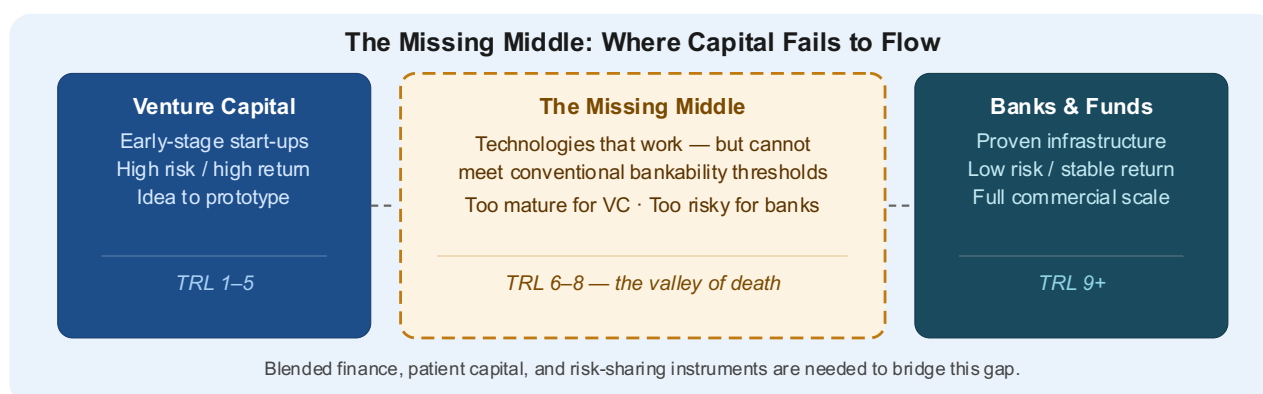 The Missing Middle: Where Capital Fails to Flow
Venture Capital
Early-stage start-ups
High risk / high return
Idea to prototype
TRL 1–5
The Missing Middle
Technologies that work — but cannot
meet conventional bankability thresholds
Too mature for VC · Too risky for banks
TRL 6–8 — the valley of death
Banks & Funds
Proven infrastructure
Low risk / stable return
Full commercial scale
TRL 9+
Blended finance, patient capital, and risk-sharing instruments are needed to bridge this gap.